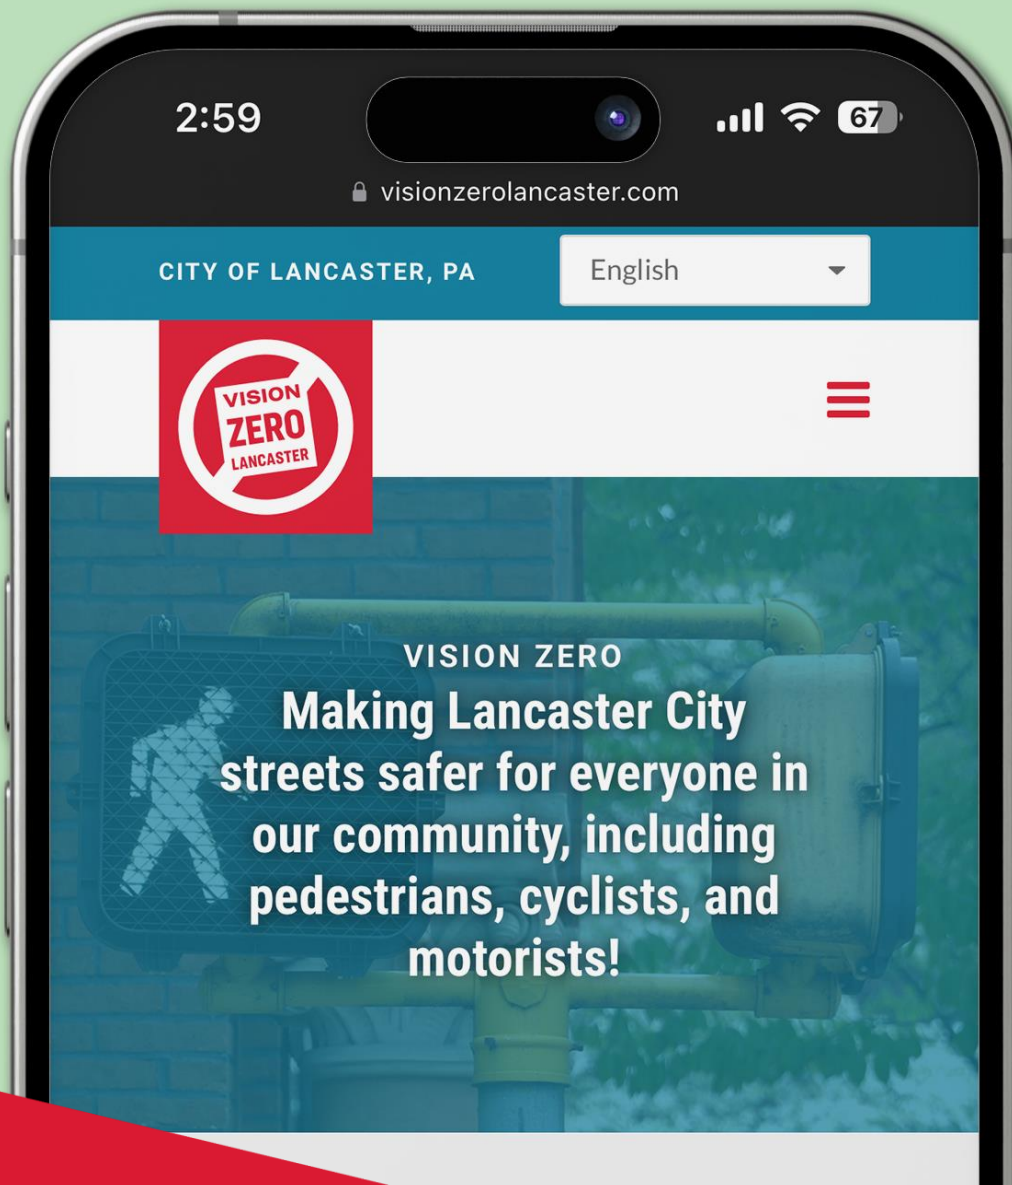 2:59
67
visionzerolancaster.com
CITY OF LANCASTER, PA
English
VISION
ZERO
LANCASTER
VISION ZERO
Making Lancaster City
streets safer for everyone in
our community, including
pedestrians, cyclists, and
motorists!